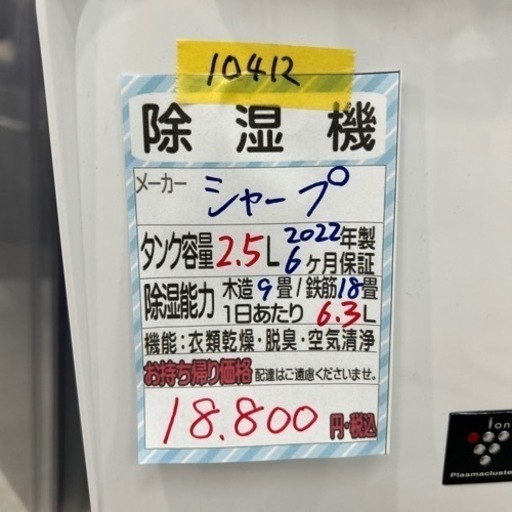 10412
除湿機
メーカー シャープ
タンク容量 2.5L 2022年製
6ヶ月保証
除湿能力 木造9畳/鉄筋18畳
1日あたり 6.3L
機能:衣類乾燥・脱臭・空気清浄
お持ち帰り価格 配達はご遠慮くださいませ。
18.800 円・税込
Ion
Plasmacluste